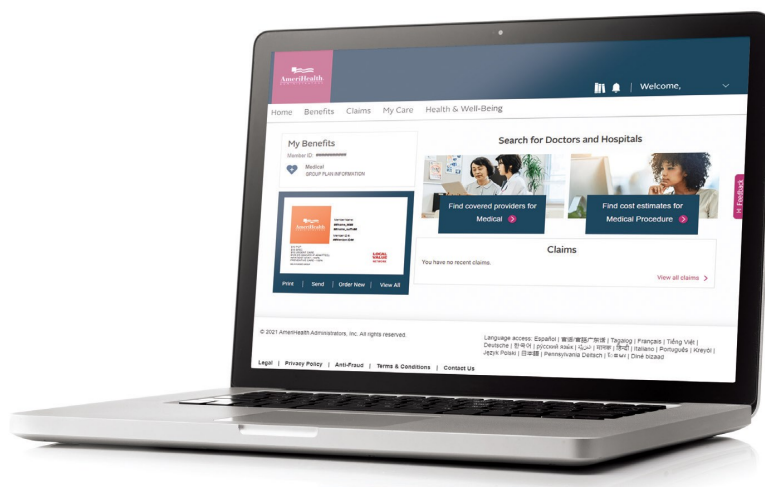 AmeriHealth
ADMINISTRATORS
Welcome,
Home Benefits Claims My Care Health & Well-Being
My Benefits
Member ID:
Medical
GROUP PLAN INFORMATION
Search for Doctors and Hospitals
Find covered providers for
Medical
Find cost estimates for
Medical Procedure
Feedback
AmeriHealth
LOCAL
VALUE
Print | Send | Order New | View All
Claims
You have no recent claims.
View all claims
© 2021 AmeriHealth Administrators, Inc. All rights reserved.
Language access: Español | | Tagalog | Français | Tiếng Việt |
Deutsche | 한국어 | | | | हिन्दी | Italiano | Português | Kreyòl |
Język Polski | 日本語 | Pennsylvania Deitsch | | Diné bizaad
Legal | Privacy Policy | Anti-Fraud | Terms & Conditions | Contact Us